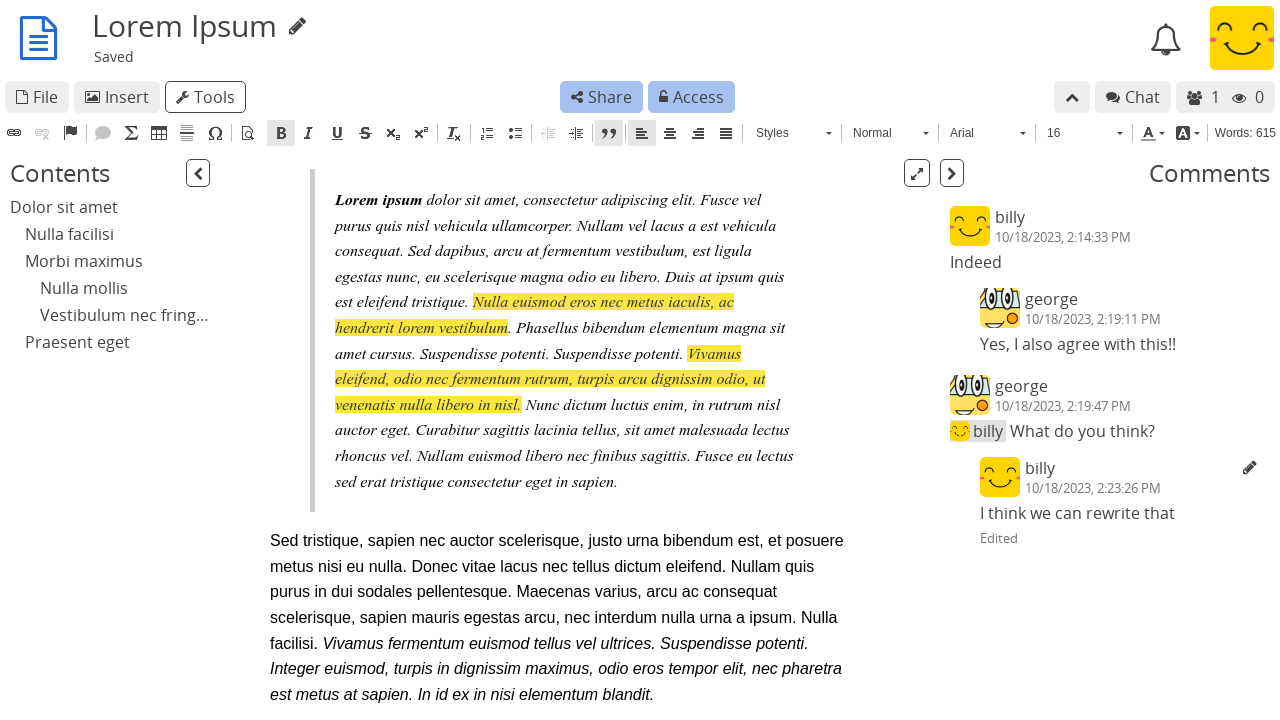 Lorem Ipsum
Saved
File Insert Tools Share Access Chat 1 0
Styles Normal Arial 16 Words: 615
Contents
Dolor sit amet
Nulla facilisi
Morbi maximus
Nulla mollis
Vestibulum nec fring...
Praesent eget
Lorem ipsum dolor sit amet, consectetur adipiscing elit. Fusce vel
purus quis nisl vehicula ullamcorper. Nullam vel lacus a est vehicula
consequat. Sed dapibus, arcu at fermentum vestibulum, est ligula
egestas nunc, eu scelerisque magna odio eu libero. Duis at ipsum quis
est eleifend tristique. Nulla euismod eros nec metus iaculis, ac
hendrerit lorem vestibulum. Phasellus bibendum elementum magna sit
amet cursus. Suspendisse potenti. Suspendisse potenti. Vivamus
eleifend, odio nec fermentum rutrum, turpis arcu dignissim odio, ut
venenatis nulla libero in nisl. Nunc dictum luctus enim, in rutrum nisl
auctor eget. Curabitur sagittis lacinia tellus, sit amet malesuada lectus
rhoncus vel. Nullam euismod libero nec finibus sagittis. Fusce eu lectus
sed erat tristique consectetur eget in sapien.
Sed tristique, sapien nec auctor scelerisque, justo urna bibendum est, et posuere
metus nisi eu nulla. Donec vitae lacus nec tellus dictum eleifend. Nullam quis
purus in dui sodales pellentesque. Maecenas varius, arcu ac consequat
scelerisque, sapien mauris egestas arcu, nec interdum nulla urna a ipsum. Nulla
facilisi. Vivamus fermentum euismod tellus vel ultrices. Suspendisse potenti.
Integer euismod, turpis in dignissim maximus, odio eros tempor elit, nec pharetra
est metus at sapien. In id ex in nisi elementum blandit.
Comments
billy
10/18/2023, 2:14:33 PM
Indeed
george
10/18/2023, 2:19:11 PM
Yes, I also agree with this!!
george
10/18/2023, 2:19:47 PM
billy What do you think?
billy
10/18/2023, 2:23:26 PM
I think we can rewrite that
Edited